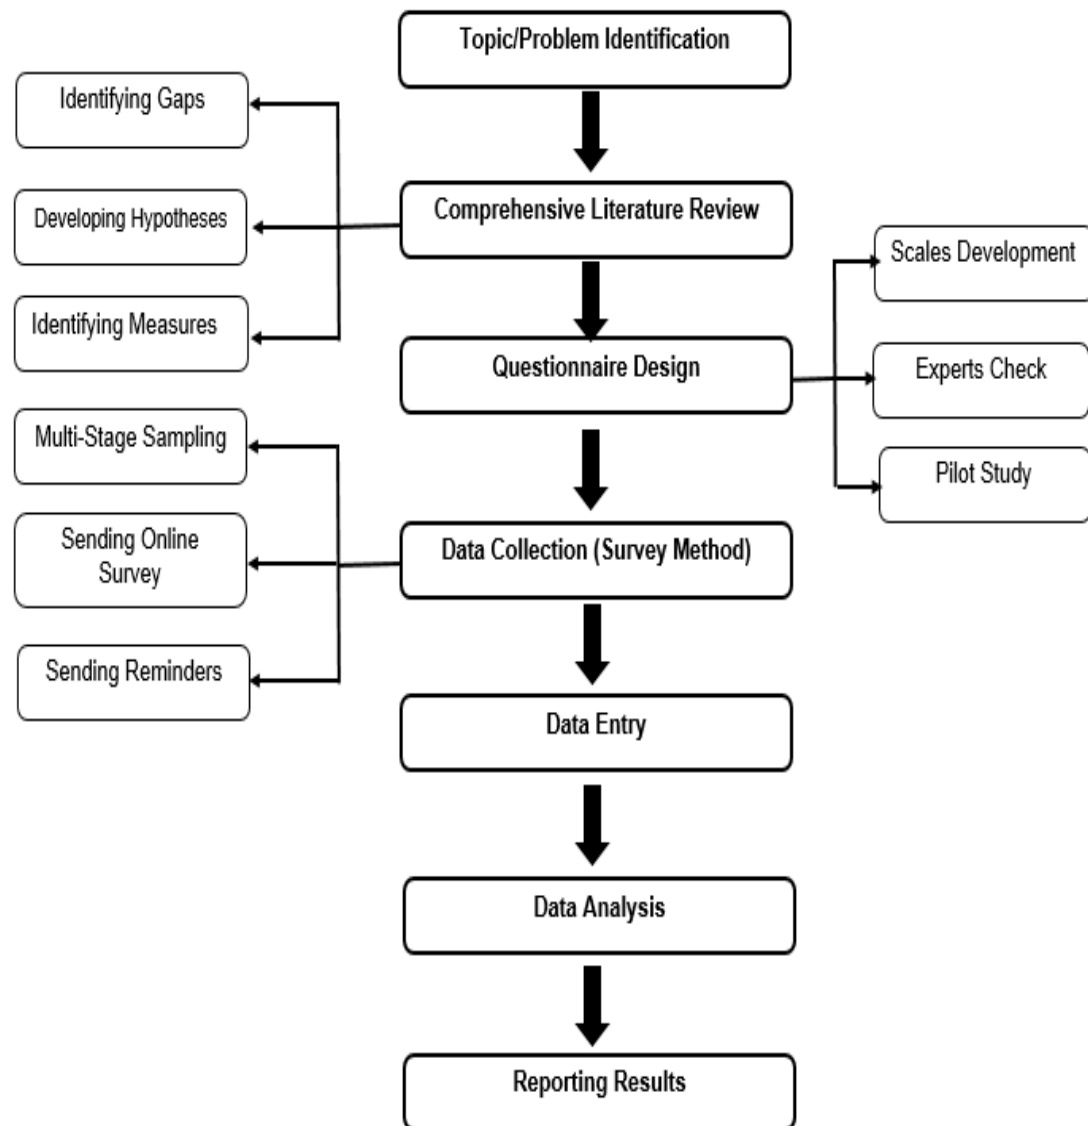 Topic/Problem Identification
Identifying Gaps
Comprehensive Literature Review
Developing Hypotheses
Identifying Measures
Scales Development
Questionnaire Design
Experts Check
Pilot Study
Multi-Stage Sampling
Sending Online
Survey
Data Collection (Survey Method)
Sending Reminders
Data Entry
Data Analysis
Reporting Results